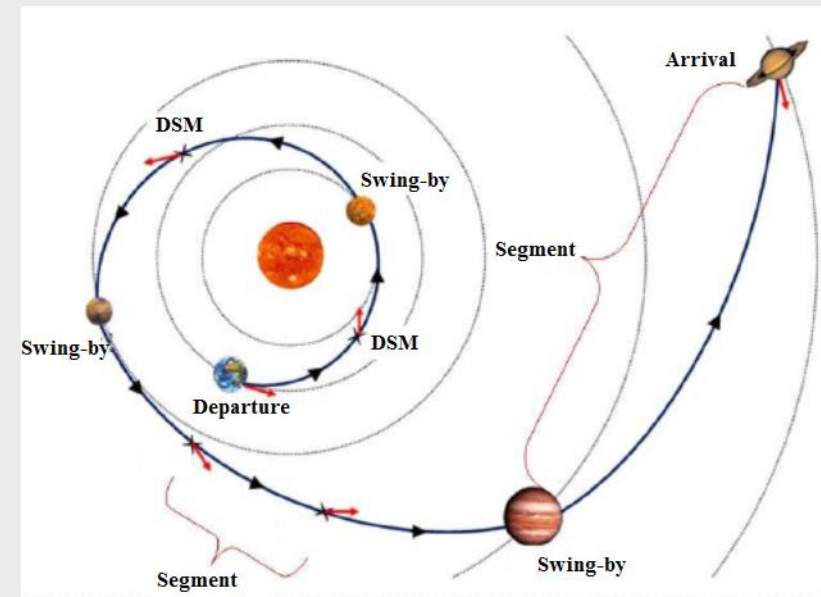 Arrival
DSM
Swing-by
Segment
Swing-by
DSM
Departure
Swing-by
Segment